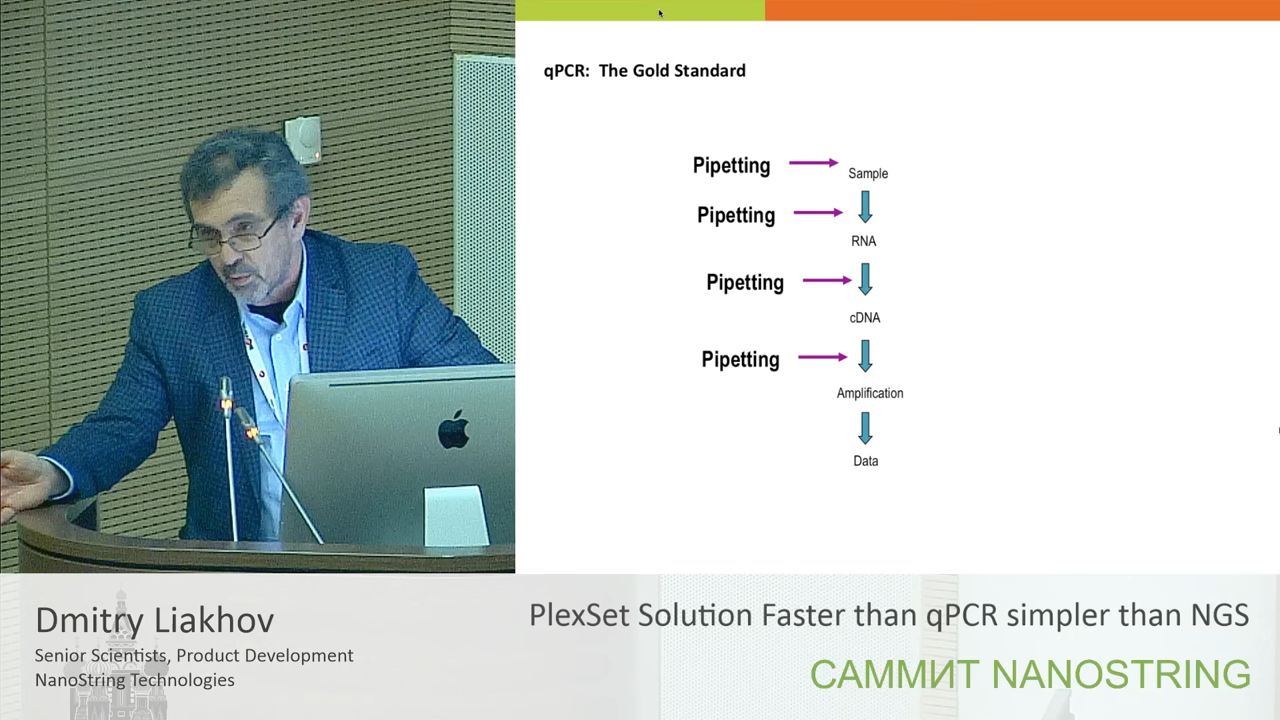 qPCR:  The Gold Standard
Pipetting
Sample
Pipetting
RNA
Pipetting
cDNA
Pipetting
Amplification
Data
Dmitry Liakhov
Senior Scientists, Product Development
NanoString Technologies
PlexSet Solution Faster than qPCR simpler than NGS
САММИТ NANOSTRING